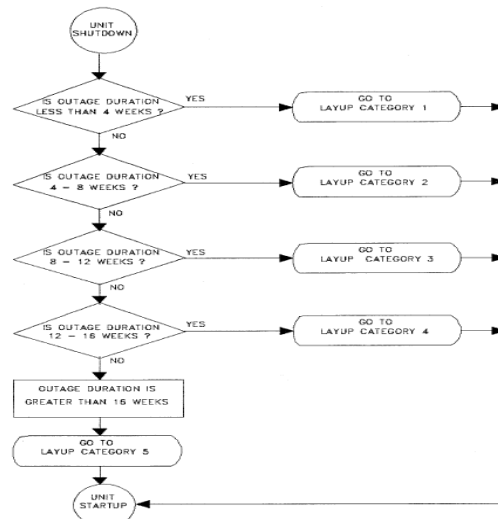 UNIT
SHUTDOWN
IS OUTAGE DURATION
LESS THAN 4 WEEKS ?
YES
GO TO
LAYUP CATEGORY 1
NO
IS OUTAGE DURATION
4 - 8 WEEKS ?
YES
GO TO
LAYUP CATEGORY 2
NO
IS OUTAGE DURATION
8 - 12 WEEKS ?
YES
GO TO
LAYUP CATEGORY 3
NO
IS OUTAGE DURATION
12 - 16 WEEKS ?
YES
GO TO
LAYUP CATEGORY 4
NO
OUTAGE DURATION IS
GREATER THAN 16 WEEKS
GO TO
LAYUP CATEGORY 5
UNIT
STARTUP